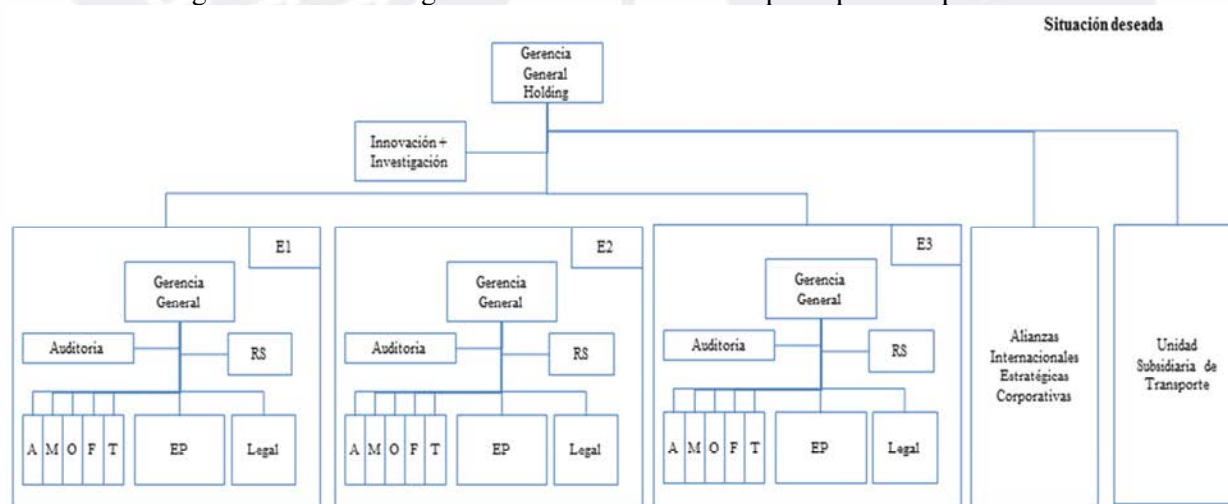 Situación deseada
Gerencia
General
Holding
Innovación +
Investigación
E1
Gerencia
General
Auditoria
RS
A M O F T
EP
Legal
E2
Gerencia
General
Auditoria
RS
A M O F T
EP
Legal
E3
Gerencia
General
Auditoria
RS
A M O F T
EP
Legal
Alianzas
Internacionales
Estratégicas
Corporativas
Unidad
Subsidiaria de
Transporte